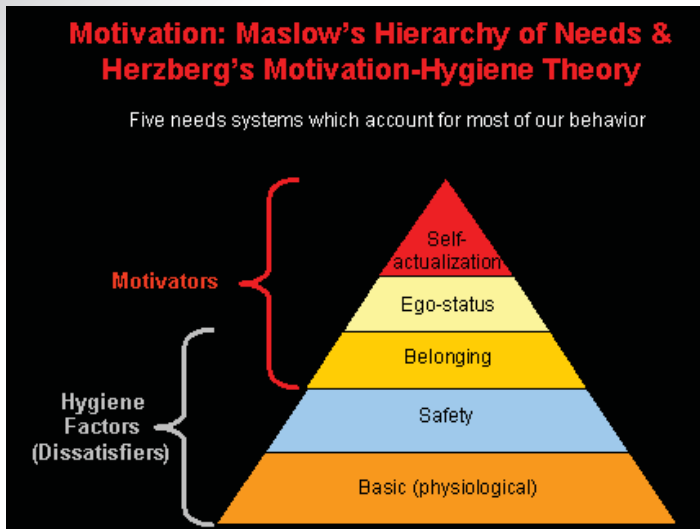 Motivation: Maslow's Hierarchy of Needs &
Herzberg's Motivation-Hygiene Theory
Five needs systems which account for most of our behavior
Self-
actualization
Motivators
Ego-status
Belonging
Hygiene
Factors
(Dissatisfiers)
Safety
Basic (physiological)